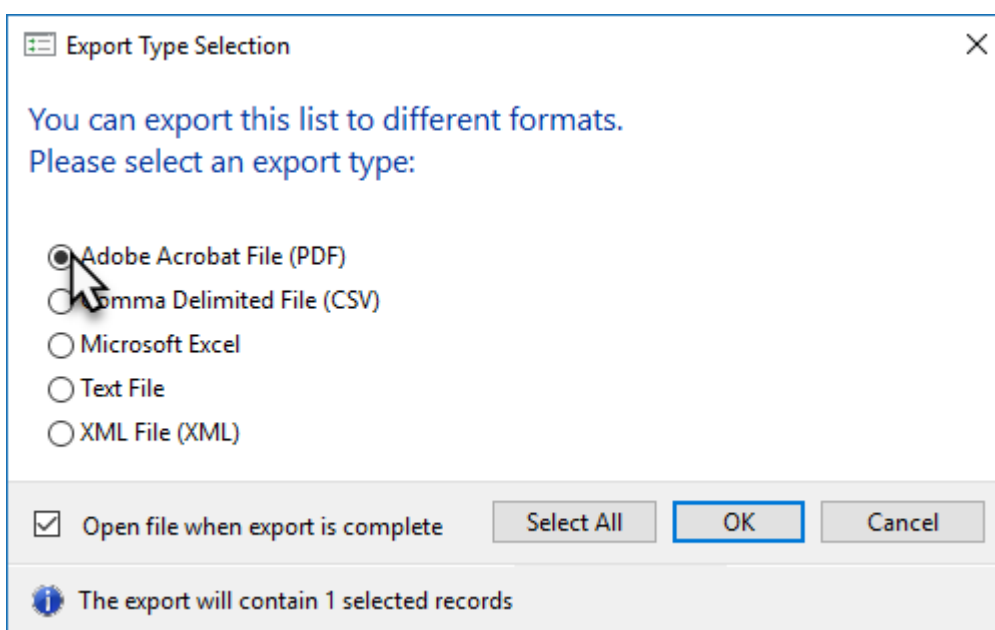 Export Type Selection
You can export this list to different formats.
Please select an export type:
Adobe Acrobat File (PDF)
Comma Delimited File (CSV)
Microsoft Excel
Text File
XML File (XML)
Open file when export is complete
Select All
OK
Cancel
The export will contain 1 selected records